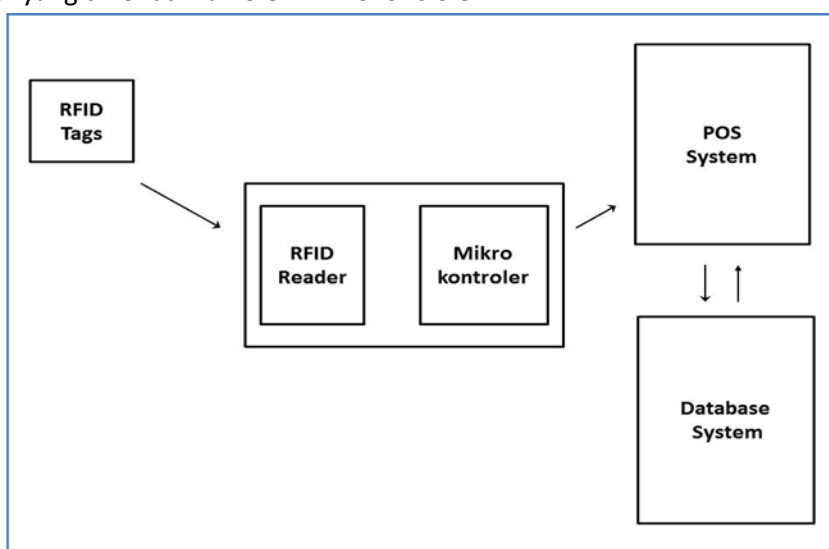 RFID
Tags
RFID
Reader
Mikro
kontroler
POS
System
Database
System